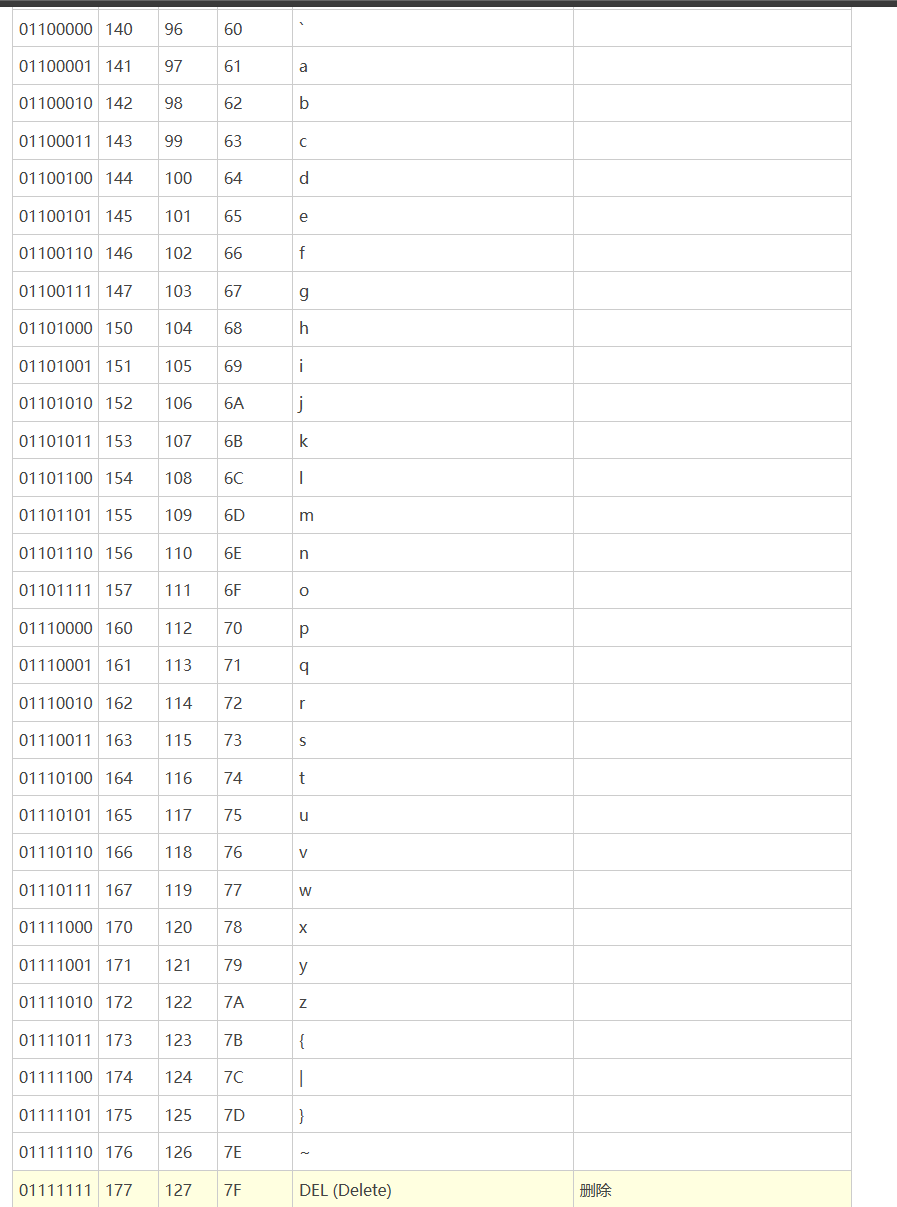 01100000 140 96 60 `
01100001 141 97 61 a
01100010 142 98 62 b
01100011 143 99 63 c
01100100 144 100 64 d
01100101 145 101 65 e
01100110 146 102 66 f
01100111 147 103 67 g
01101000 150 104 68 h
01101001 151 105 69 i
01101010 152 106 6A j
01101011 153 107 6B k
01101100 154 108 6C l
01101101 155 109 6D m
01101110 156 110 6E n
01101111 157 111 6F o
01110000 160 112 70 p
01110001 161 113 71 q
01110010 162 114 72 r
01110011 163 115 73 s
01110100 164 116 74 t
01110101 165 117 75 u
01110110 166 118 76 v
01110111 167 119 77 w
01111000 170 120 78 x
01111001 171 121 79 y
01111010 172 122 7A z
01111011 173 123 7B {
01111100 174 124 7C |
01111101 175 125 7D }
01111110 176 126 7E ~
01111111 177 127 7F DEL (Delete) 删除